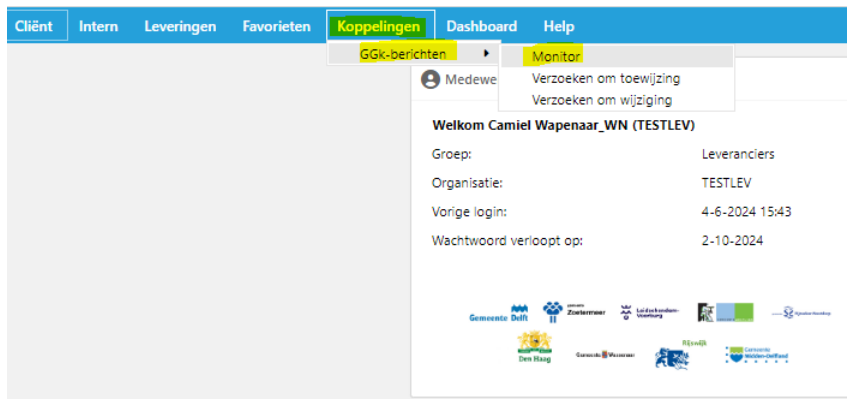 Cliënt Intern Leveringen Favorieten Koppelingen Dashboard Help
GGk-berichten Monitor
Medewe Verzoeken om toewijzing
Verzoeken om wijziging
Welkom Camiel Wapenaar_WN (TESTLEV)
Groep: Leveranciers
Organisatie: TESTLEV
Vorige login: 4-6-2024 15:43
Wachtwoord verloopt op: 2-10-2024
Gemeente Delft Zoetermeer Leidschendam-Voorburg
Den Haag Gemeente Wassenaar Rijswijk Gemeente Midden-Delfland